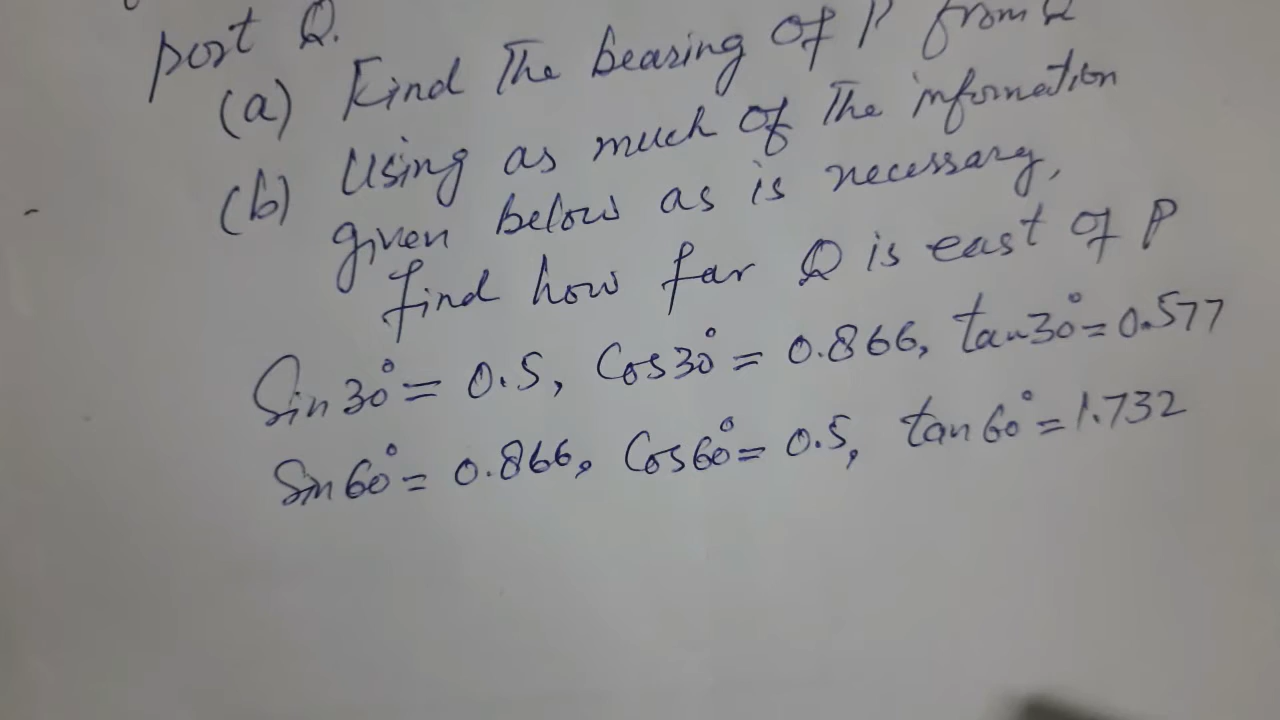 port Q.
(a) Find The bearing of P from Q
(b) Using as much of The information
given below as is necessary,
find how far Q is east of P
Sin 30° = 0.5, Cos 30° = 0.866, tan 30° = 0.577
Sin 60° = 0.866, Cos 60° = 0.5, tan 60° = 1.732